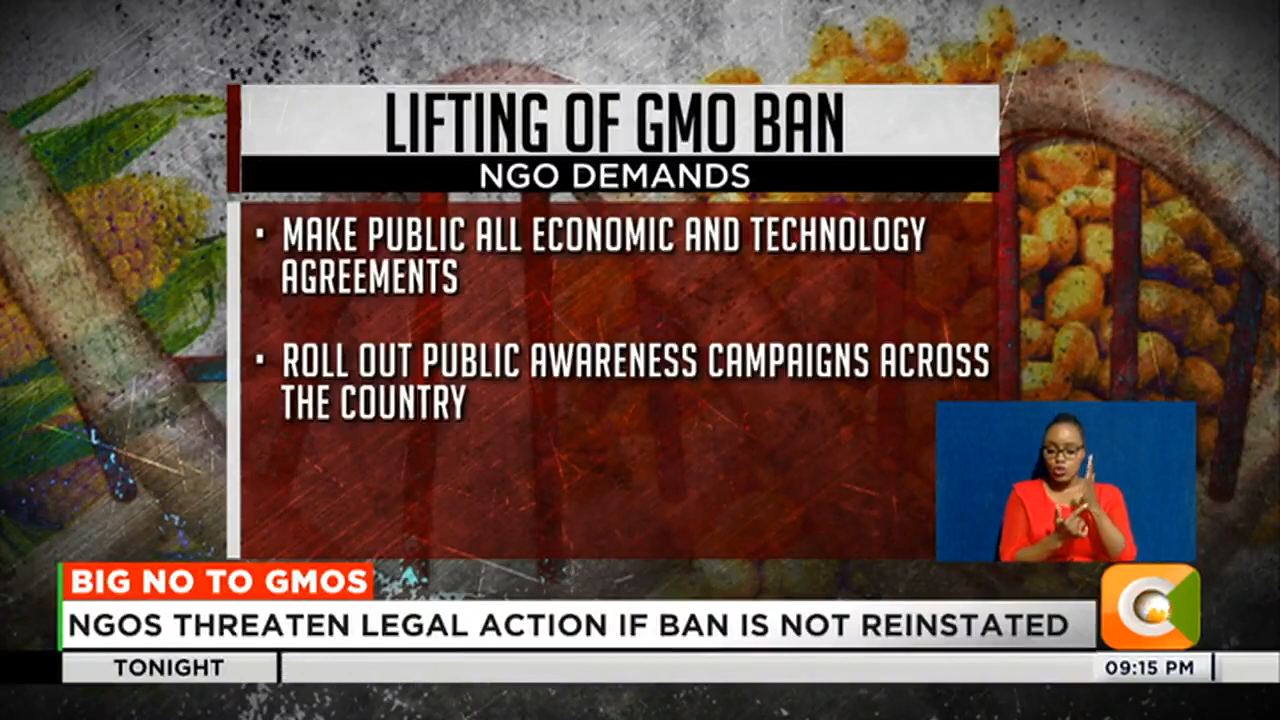 LIFTING OF GMO BAN
NGO DEMANDS
· MAKE PUBLIC ALL ECONOMIC AND TECHNOLOGY
AGREEMENTS
· ROLL OUT PUBLIC AWARENESS CAMPAIGNS ACROSS
THE COUNTRY
BIG NO TO GMOS
NGOS THREATEN LEGAL ACTION IF BAN IS NOT REINSTATED
TONIGHT
09:15 PM